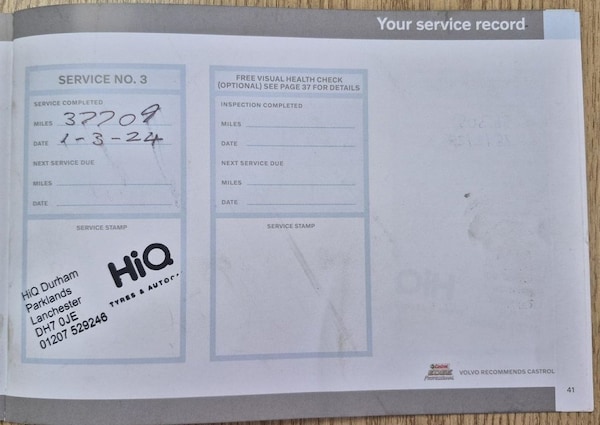 Your service record
SERVICE NO. 3
SERVICE COMPLETED
MILES 37709
DATE 1-3-24
NEXT SERVICE DUE
MILES
DATE
SERVICE STAMP
HiQ Durham
Parklands
Lanchester
DH7 0JE
01207 529246
HiQ
TYRES & AUTOCA
FREE VISUAL HEALTH CHECK
(OPTIONAL) SEE PAGE 37 FOR DETAILS
INSPECTION COMPLETED
MILES
DATE
NEXT SERVICE DUE
MILES
DATE
SERVICE STAMP
Castrol
EDGE
PROFESSIONAL
VOLVO RECOMMENDS CASTROL
41